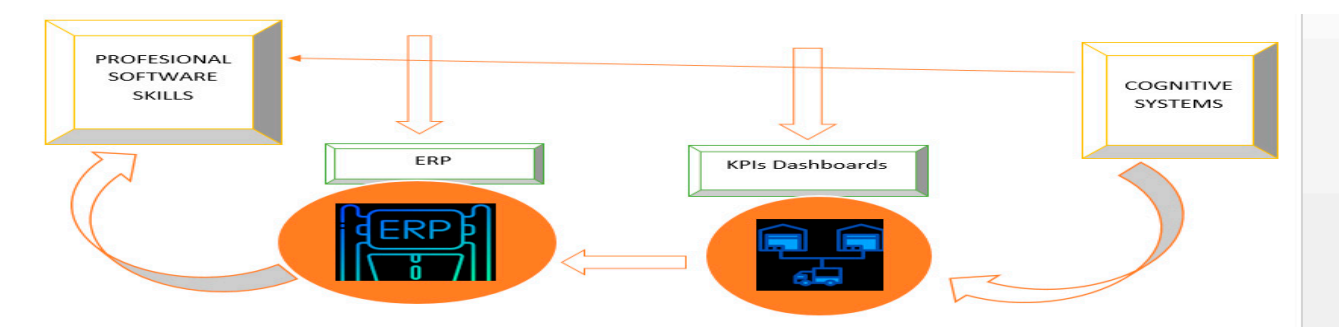 PROFESIONAL
SOFTWARE
SKILLS
COGNITIVE
SYSTEMS
ERP
KPIs Dashboards
ERP